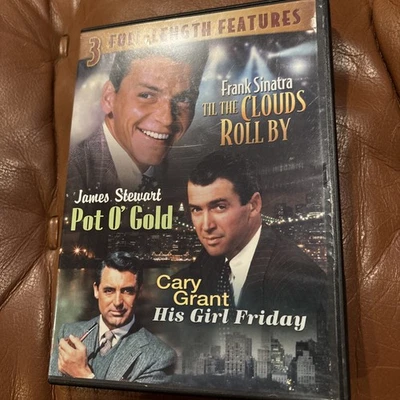 3 FULL-LENGTH FEATURES
Frank Sinatra
'TIL THE CLOUDS
ROLL BY
James Stewart
Pot O' Gold
Cary
Grant
His Girl Friday